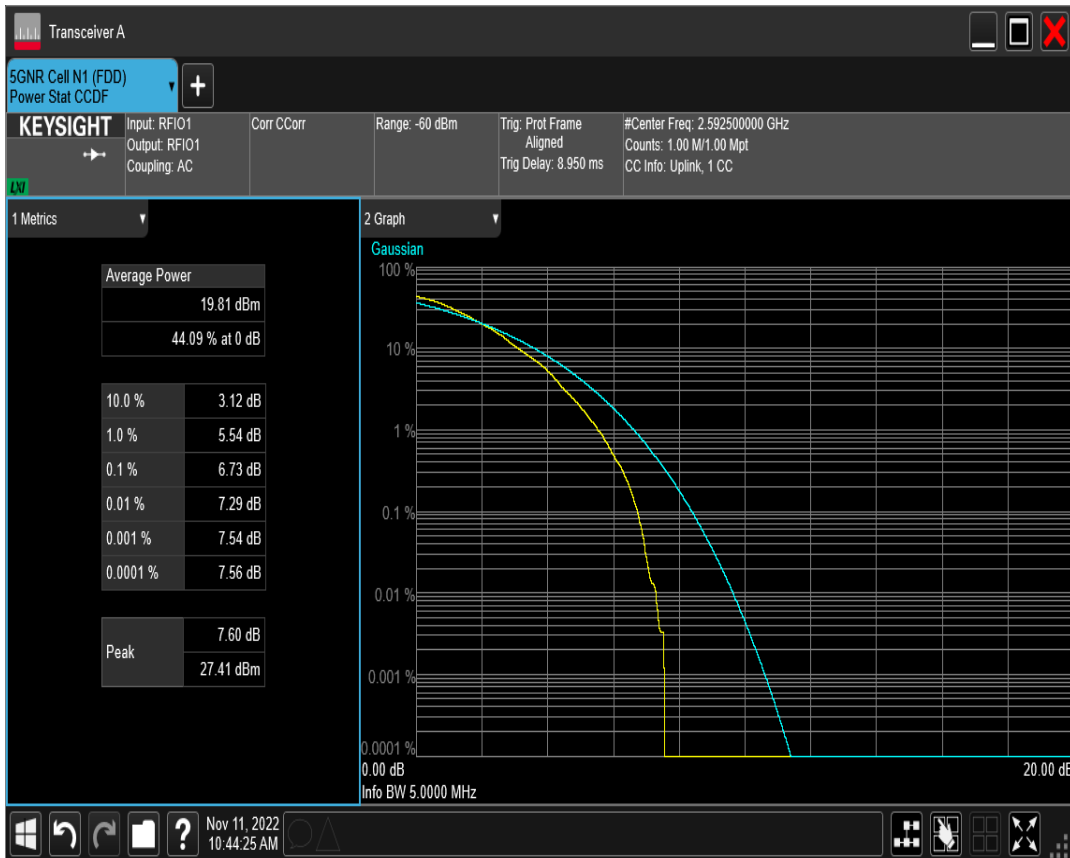 Transceiver A
5GNR Cell N1 (FDD)
Power Stat CCDF
KEYSIGHT
LXI
Input: RFIO1
Output: RFIO1
Coupling: AC
Corr CCorr
Range: -60 dBm
Trig: Prot Frame
Aligned
Trig Delay: 8.950 ms
#Center Freq: 2.592500000 GHz
Counts: 1.00 M/1.00 Mpt
CC Info: Uplink, 1 CC
1 Metrics
Average Power
19.81 dBm
44.09 % at 0 dB
10.0 % 3.12 dB
1.0 % 5.54 dB
0.1 % 6.73 dB
0.01 % 7.29 dB
0.001 % 7.54 dB
0.0001 % 7.56 dB
Peak
7.60 dB
27.41 dBm
2 Graph
Gaussian
100 %
10 %
1 %
0.1 %
0.01 %
0.001 %
0.0001 %
0.00 dB 20.00 dB
Info BW 5.0000 MHz
?
Nov 11, 2022
10:44:25 AM